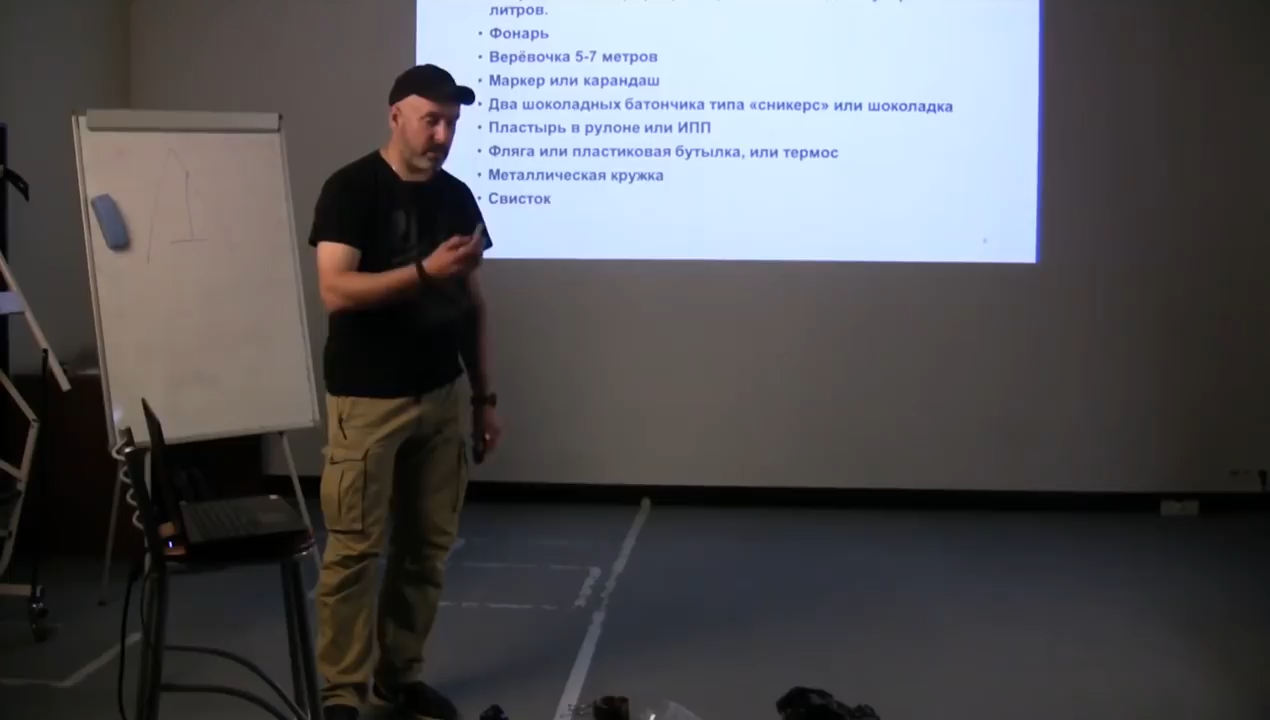 литров.
• Фонарь
• Верёвочка 5-7 метров
• Маркер или карандаш
• Два шоколадных батончика типа «сникерс» или шоколадка
• Пластырь в рулоне или ИПП
• Фляга или пластиковая бутылка, или термос
• Металлическая кружка
• Свисток